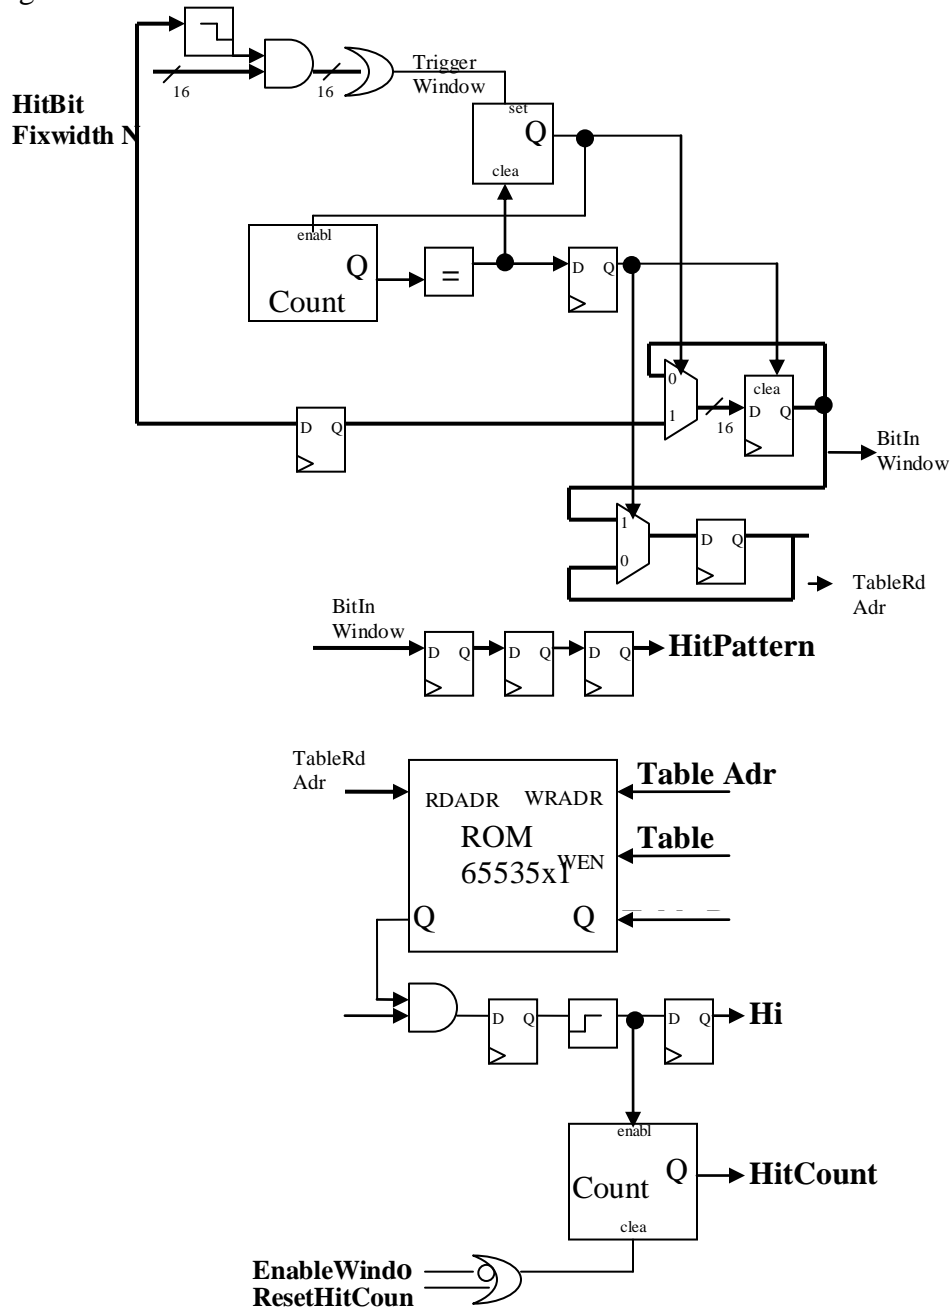 16
16
Trigger
Window
HitBit
Fixwidth N
set
Q
clea
enabl
Q
Count
=
D Q
0
1
16
clea
D Q
D Q
BitIn
Window
1
0
D Q
TableRd
Adr
BitIn
Window
D Q
D Q
D Q
HitPattern
TableRd
Adr
Table Adr
RDADR
WRADR
ROM
65535x1
WEN
Table
Q
Q
D Q
D Q
Hi
enabl
Count
Q
HitCount
clea
EnableWindo
ResetHitCoun